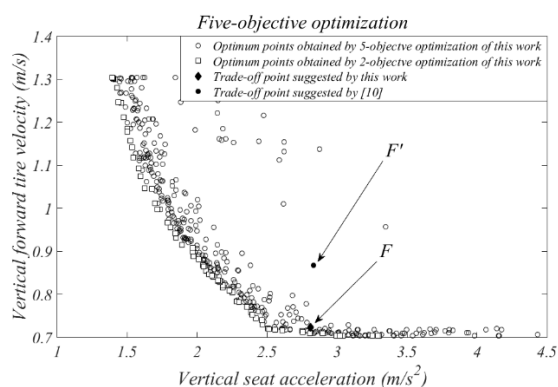 Five-objective optimization
Optimum points obtained by 5-objectve optimization of this work
Optimum points obtained by 2-objectve optimization of this work
Trade-off point suggested by this work
Trade-off point suggested by [10]
Vertical forward tire velocity (m/s)
1.4
1.3
1.2
1.1
1
0.9
0.8
0.7
F'
F
1 1.5 2 2.5 3 3.5 4 4.5
Vertical seat acceleration (m/s²)